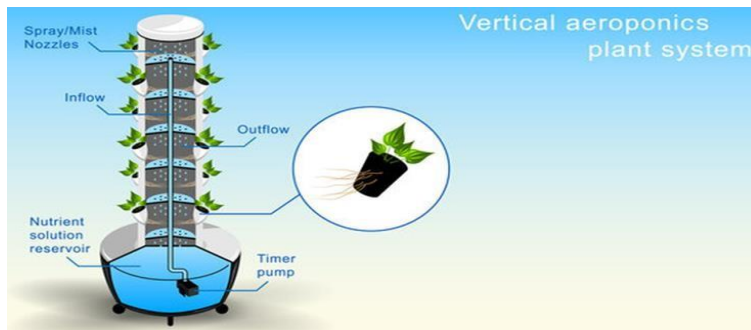 Vertical aeroponics
plant system
Spray/Mist
Nozzles
Inflow
Outflow
Nutrient
solution
reservoir
Timer
pump